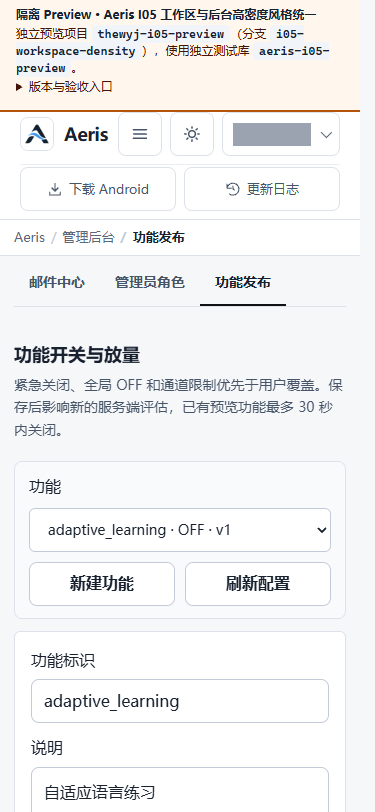 隔离 Preview · Aeris I05 工作区与后台高密度风格统一
独立预览项目 thewyj-i05-preview （分支 i05-
workspace-density ），使用独立测试库 aeris-i05-
preview 。
▶ 版本与验收入口
Aeris
下载 Android
更新日志
Aeris / 管理后台 / 功能发布
邮件中心 管理员角色 功能发布
功能开关与放量
紧急关闭、全局 OFF 和通道限制优先于用户覆盖。保
存后影响新的服务端评估，已有预览功能最多 30 秒
内关闭。
功能
adaptive_learning · OFF · v1
新建功能 刷新配置
功能标识
adaptive_learning
说明
自适应语言练习